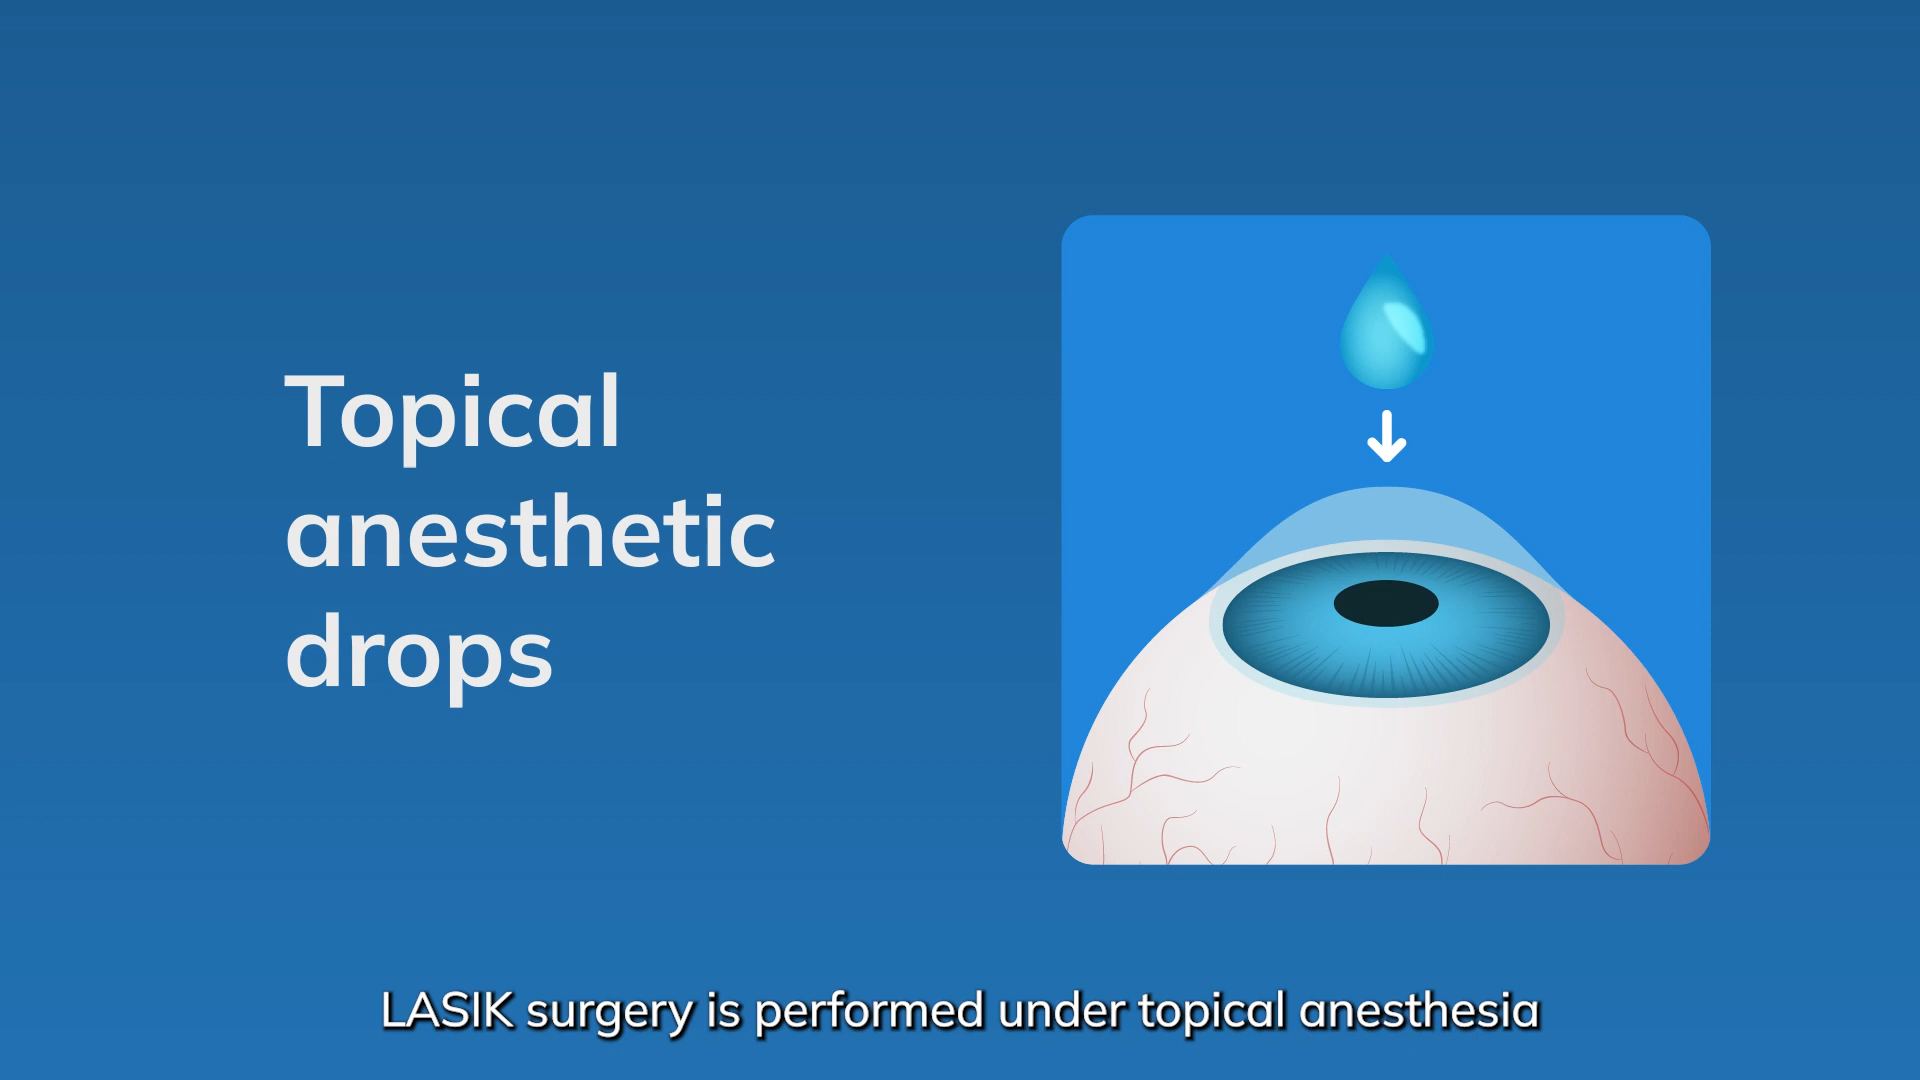 Topical
anesthetic
drops
LASIK surgery is performed under topical anesthesia